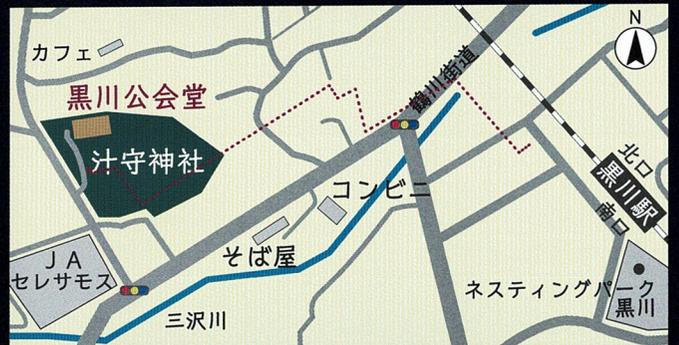 N
カフェ
鶴川街道
黒川公会堂
汁守神社
北口
黒川駅
南口
コンビニ
そば屋
JA
セレサモス
ネスティングパーク
黒川
三沢川